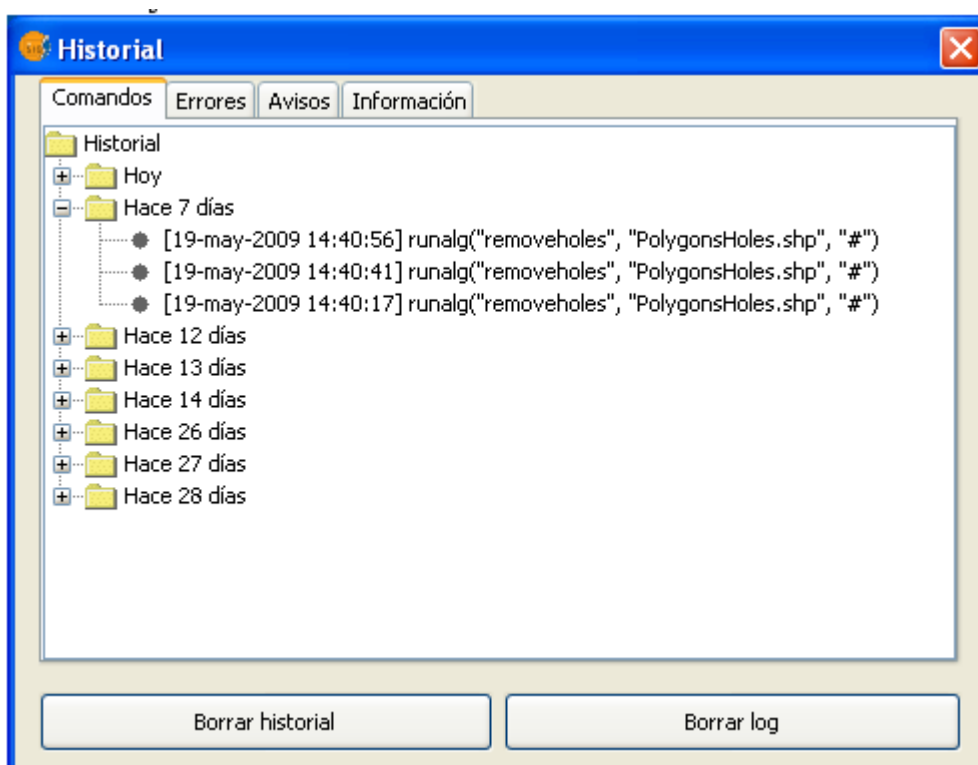 Historial
Comandos Errores Avisos Información
Historial
Hoy
Hace 7 días
[19-may-2009 14:40:56] runalg("removeholes", "PolygonsHoles.shp", "#")
[19-may-2009 14:40:41] runalg("removeholes", "PolygonsHoles.shp", "#")
[19-may-2009 14:40:17] runalg("removeholes", "PolygonsHoles.shp", "#")
Hace 12 días
Hace 13 días
Hace 14 días
Hace 26 días
Hace 27 días
Hace 28 días
Borrar historial Borrar log